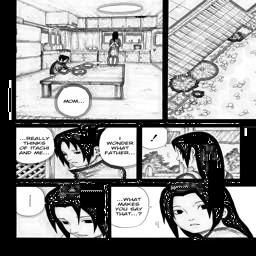 MOM...
I
WONDER
WHAT
FATHER...
...REALLY
THINKS
OF ITACHI
AND ME...
!
...WHAT
MAKES
YOU SAY
THAT...?